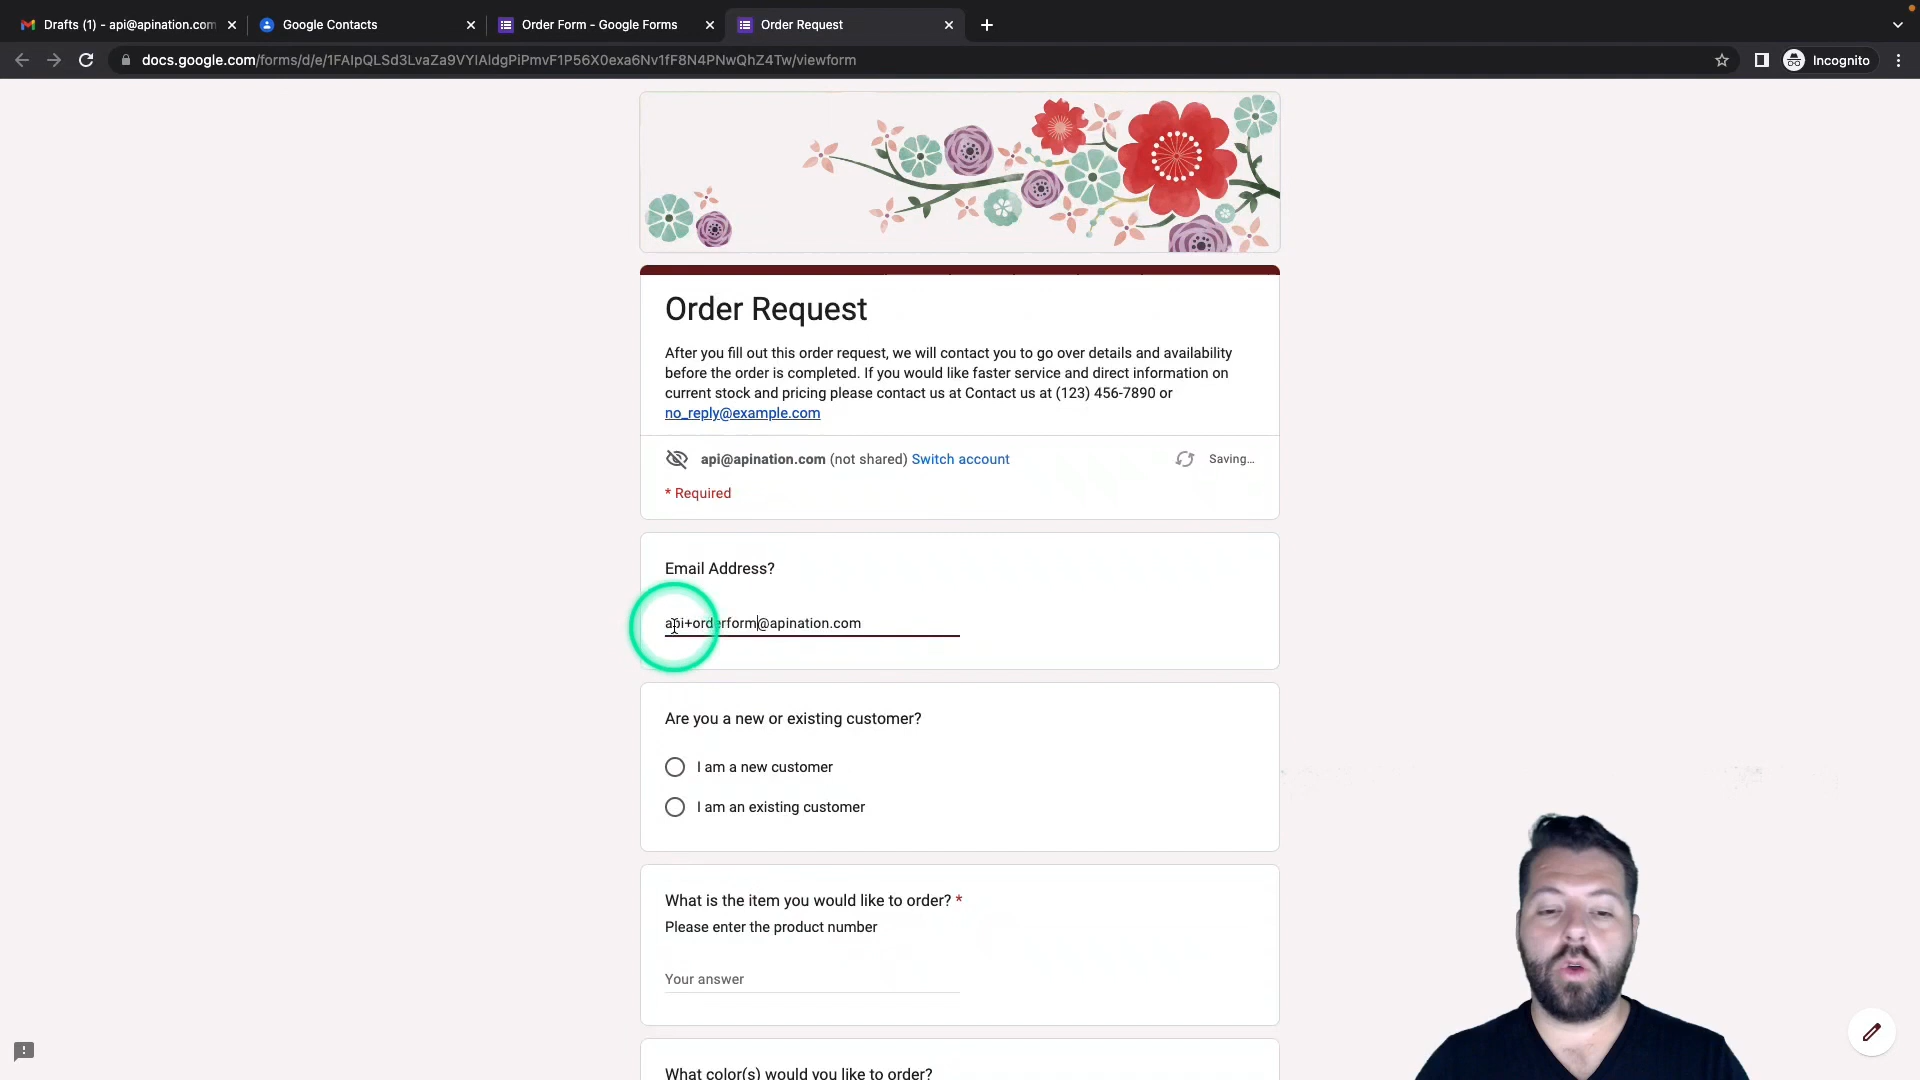 Drafts (1) - api@apination.com
Google Contacts
Order Form - Google Forms
Order Request
docs.google.com/forms/d/e/1FAIpQLSd3LvaZa9VYIAldgPiPmvF1P56X0exa6Nv1fF8N4PNwQhZ4Tw/viewform
Incognito
Order Request
After you fill out this order request, we will contact you to go over details and availability
before the order is completed. If you would like faster service and direct information on
current stock and pricing please contact us at Contact us at (123) 456-7890 or
no_reply@example.com
api@apination.com (not shared) Switch account
Saving...
* Required
Email Address?
api+orderform@apination.com
Are you a new or existing customer?
I am a new customer
I am an existing customer
What is the item you would like to order? *
Please enter the product number
Your answer
What color(s) would you like to order?